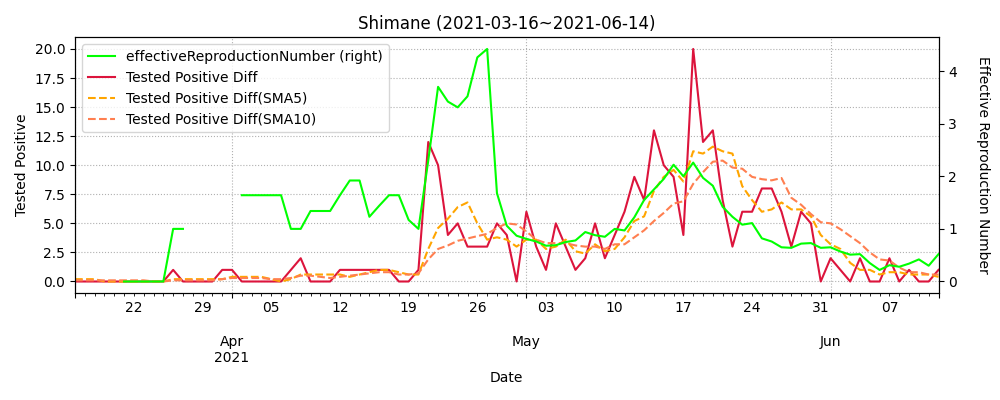 Shimane (2021-03-16~2021-06-14)
effectiveReproductionNumber (right)
Tested Positive Diff
Tested Positive Diff(SMA5)
Tested Positive Diff(SMA10)
Tested Positive
20.0
17.5
15.0
12.5
10.0
7.5
5.0
2.5
0.0
4
3
2
1
0
Effective Reproduction Number
22 29 05 12 19 26 03 10 17 24 31 07
Apr May Jun
2021
Date